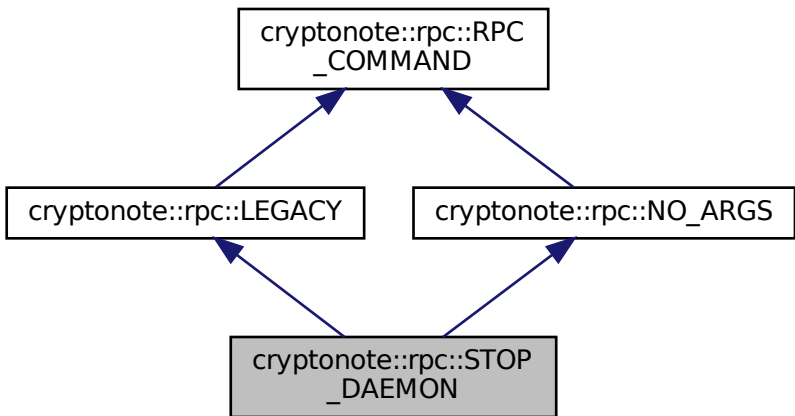 cryptonote::rpc::RPC
_COMMAND
cryptonote::rpc::LEGACY
cryptonote::rpc::NO_ARGS
cryptonote::rpc::STOP
_DAEMON